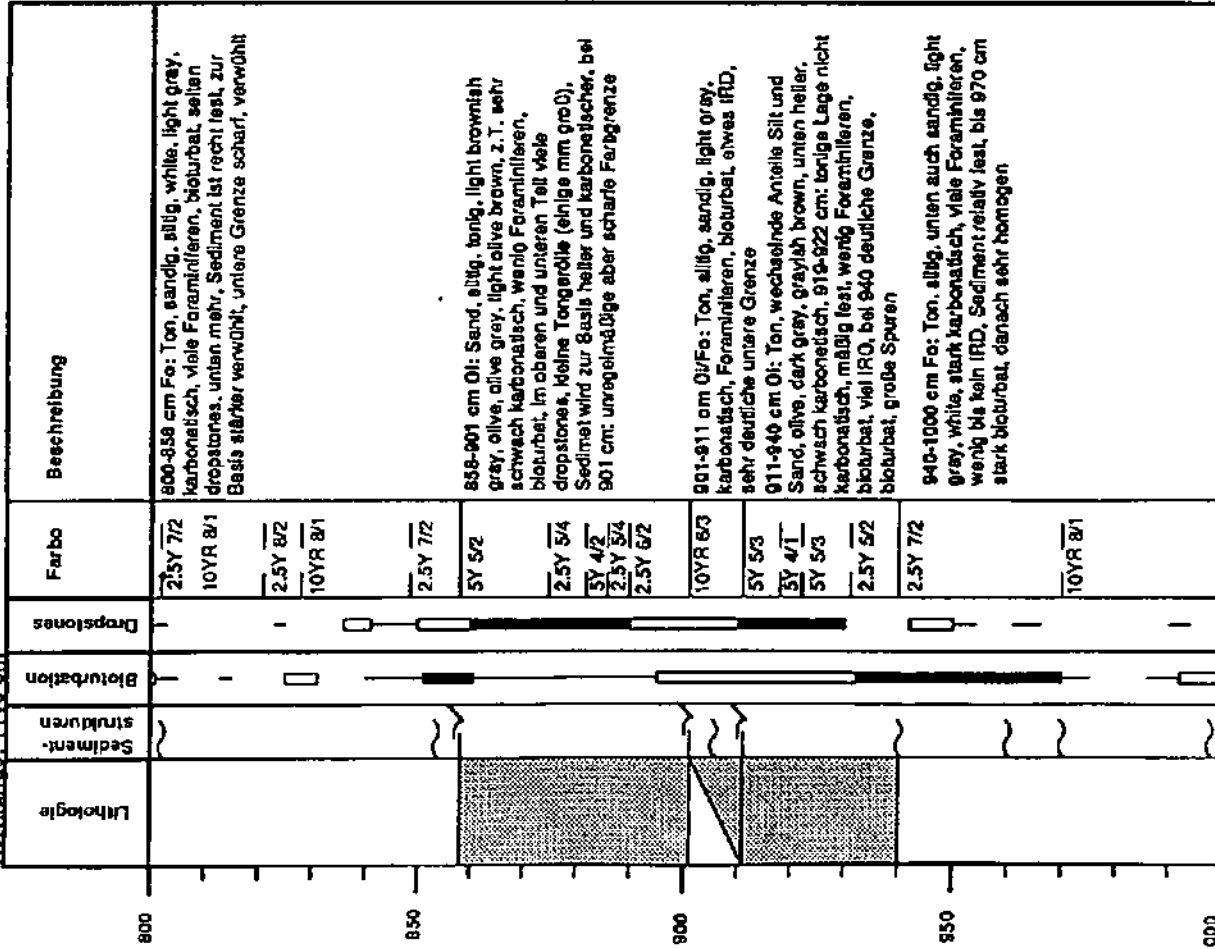 Lithologie
Sediment-
strukturen
Bioturbation
Dropstones
Farbo
Beschreibung
800
850
900
950
2.5Y 7/2
10YR 8/1
2.5Y 8/2
10YR 8/1
2.5Y 7/2
5Y 5/2
2.5Y 5/4
5Y 4/2
2.5Y 5/4
2.5Y 6/2
10YR 6/3
5Y 5/3
5Y 4/1
5Y 5/3
2.5Y 5/2
2.5Y 7/2
10YR 8/1
800-858 cm Fo: Ton, sandig, siltig, white, light gray,
karbonatisch, viele Foraminiferen, bioturbat, selten
dropstones, unten mehr, Sediment ist recht fest, zur
Basis stärker verwühlt, untere Grenze scharf, verwühlt
858-901 cm Ol: Sand, siltig, tonig, light brownish
gray, olive, olive grey, light olive brown, z.T. sehr
schwach karbonatisch, wenig Foraminiferen,
bioturbat, im oberen und unteren Teil viele
dropstones, kleine Tongerölle (einige mm groß),
Sedimet wird zur Basis heller und karbonatischer, bei
901 cm: unregelmäßige aber scharfe Farbgrenze
901-911 cm Ol/Fo: Ton, siltig, sandig, light gray,
karbonatisch, Foraminiferen, bioturbat, etwas IRD,
sehr deutliche untere Grenze
911-940 cm Ol: Ton, wechselnde Anteile Silt und
Sand, olive, dark gray, grayish brown, unten heller,
schwach karbonatisch, 919-922 cm: tonige Lage nicht
karbonatisch, mäßig fest, wenig Foraminiferen,
bioturbat, viel IRD, bei 940 deutliche Grenze,
bioturbat, große Spuren
940-1000 cm Fo: Ton, siltig, unten auch sandig, light
gray, white, stark karbonatisch, viele Foraminiferen,
wenig bis kein IRD, Sediment relativ fest, bis 970 cm
stark bioturbat, danach sehr homogen